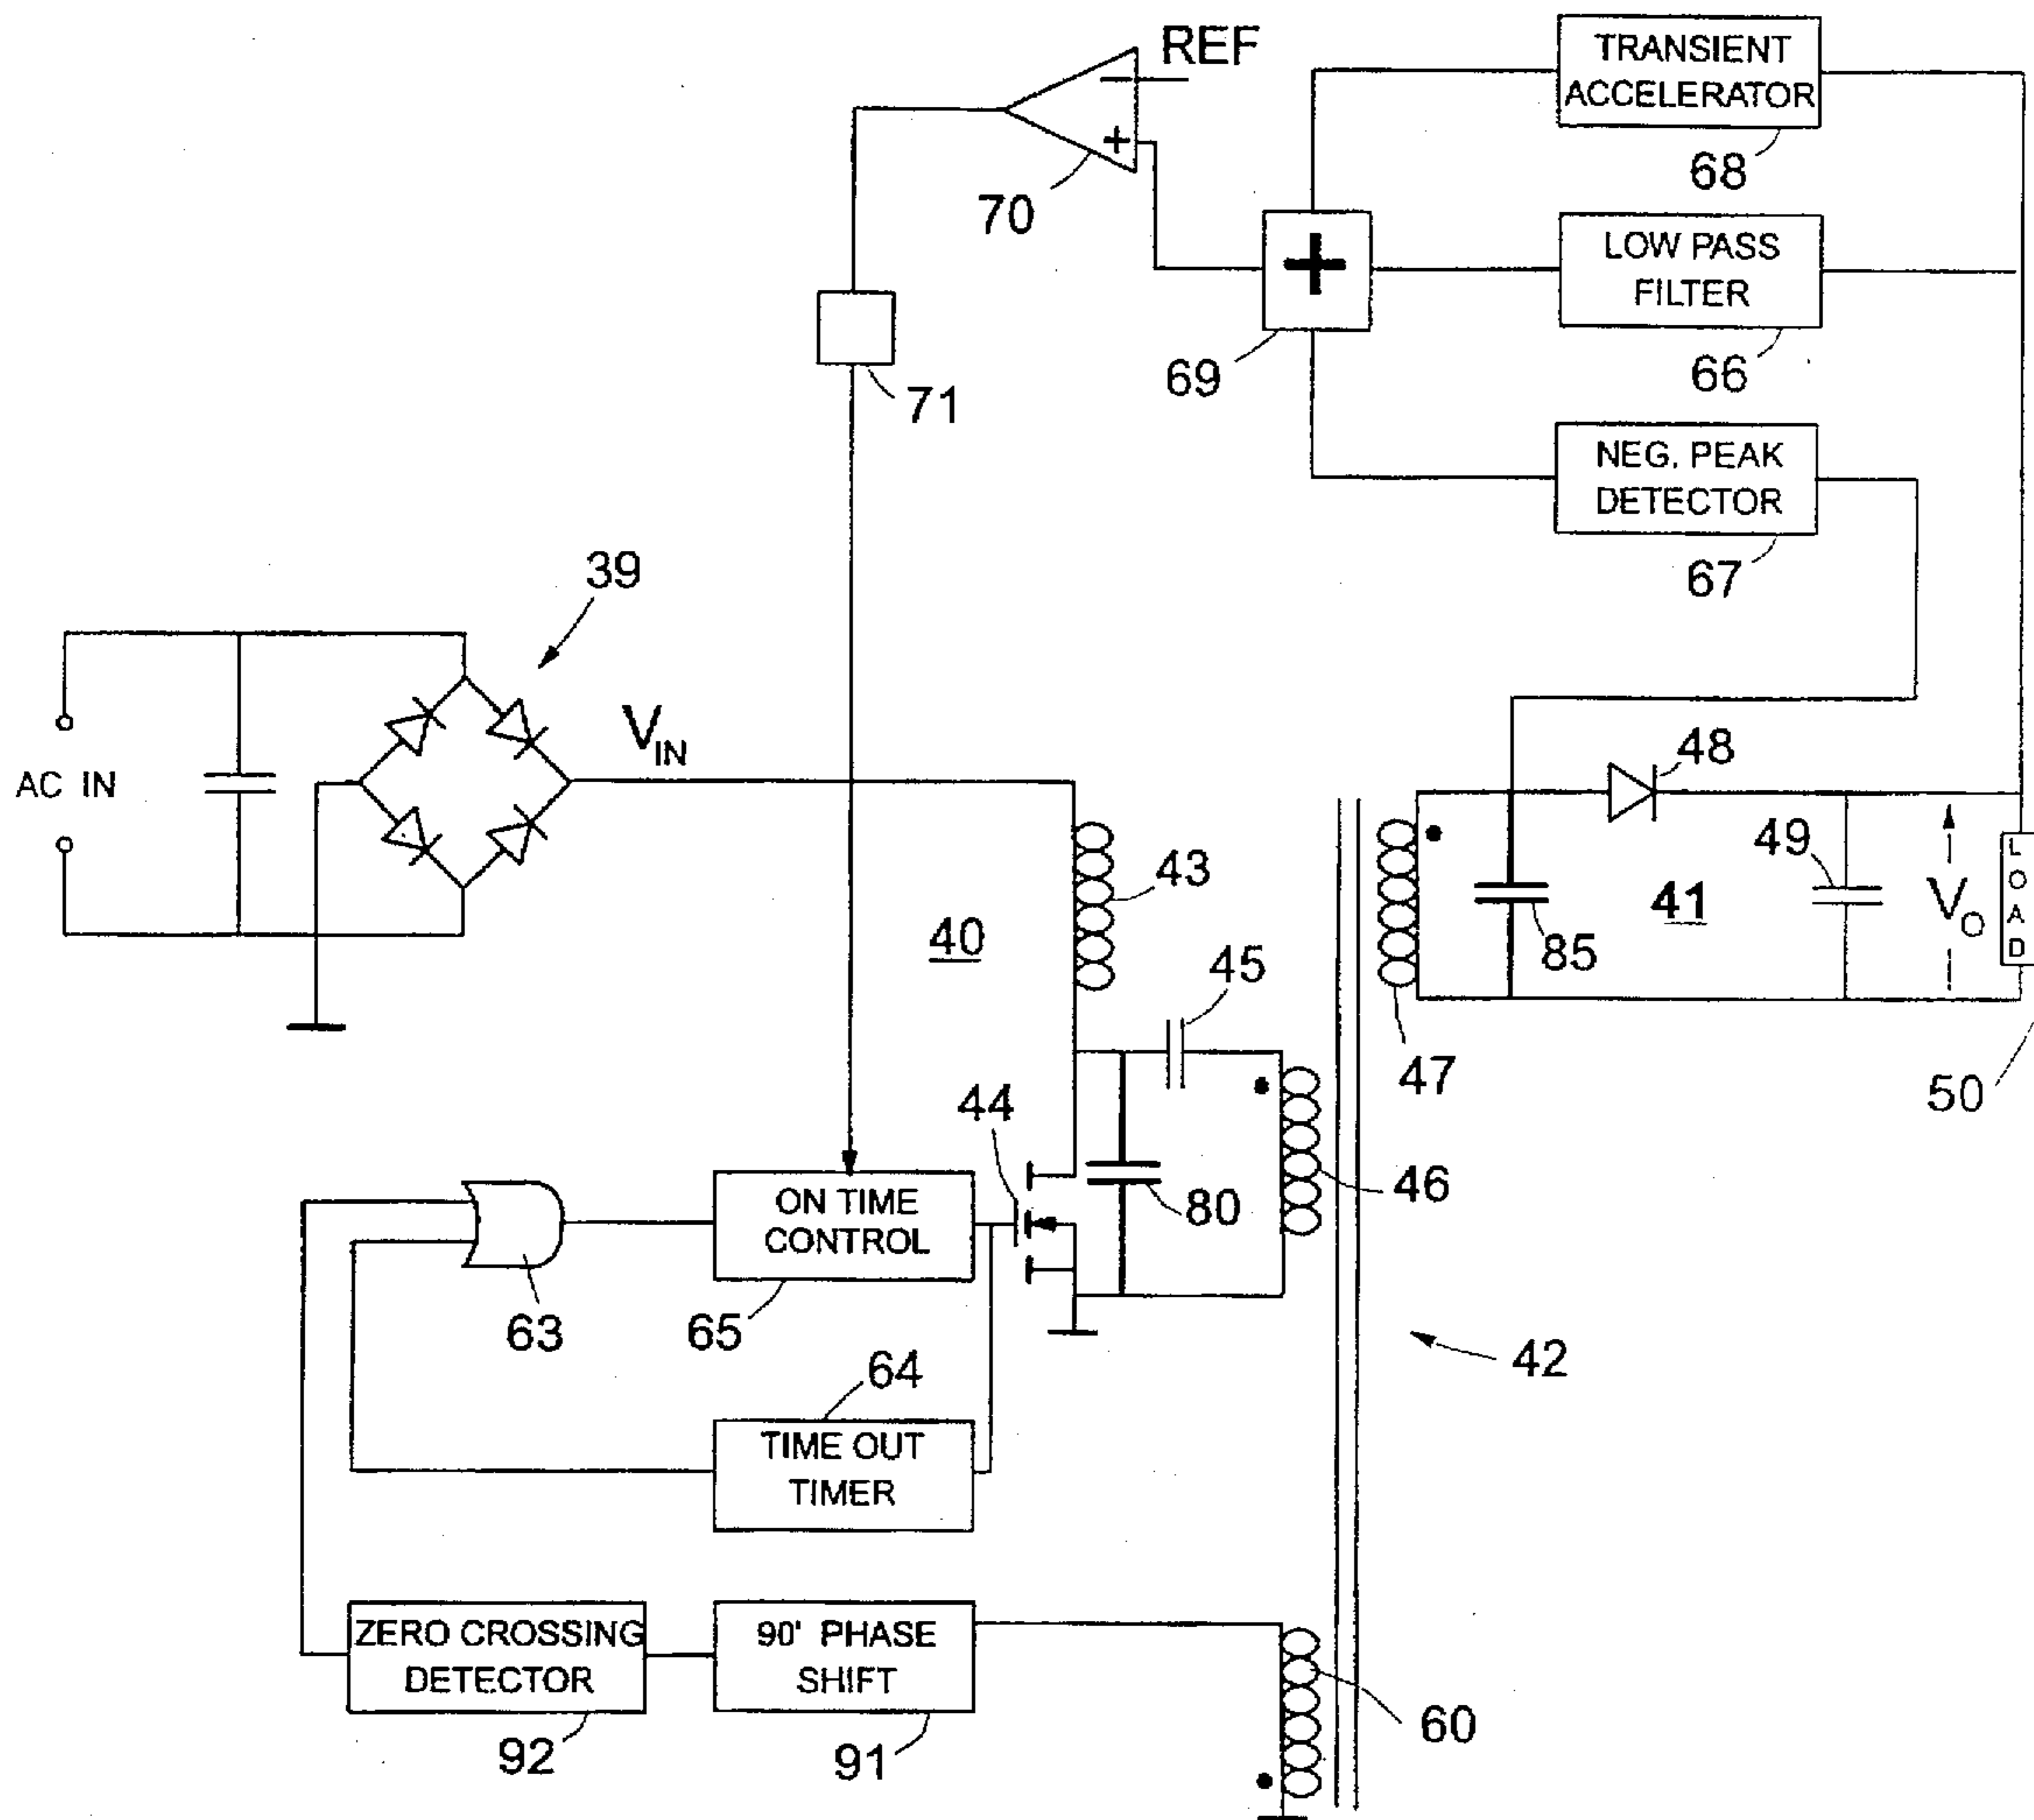 REF
TRANSIENT
ACCELERATOR
68
−
+
70
+
69
LOW PASS
FILTER
66
71
NEG. PEAK
DETECTOR
67
39
AC IN
VIN
40
43
45
48
49
41
VO
LOAD
85
47
50
44
80
46
63
ON TIME
CONTROL
65
64
TIME OUT
TIMER
42
ZERO CROSSING
DETECTOR
92
90' PHASE
SHIFT
91
60